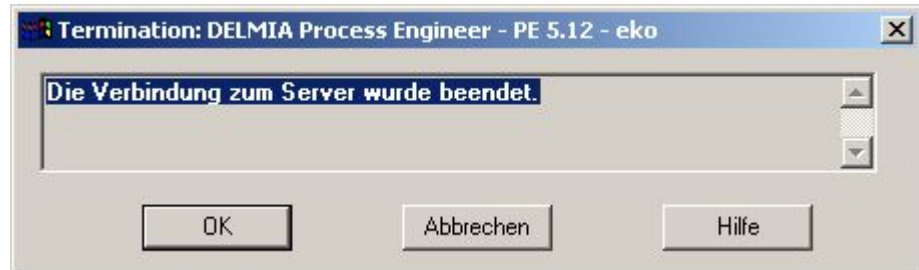 Termination: DELMIA Process Engineer - PE 5.12 - eko
Die Verbindung zum Server wurde beendet.
OK Abbrechen Hilfe